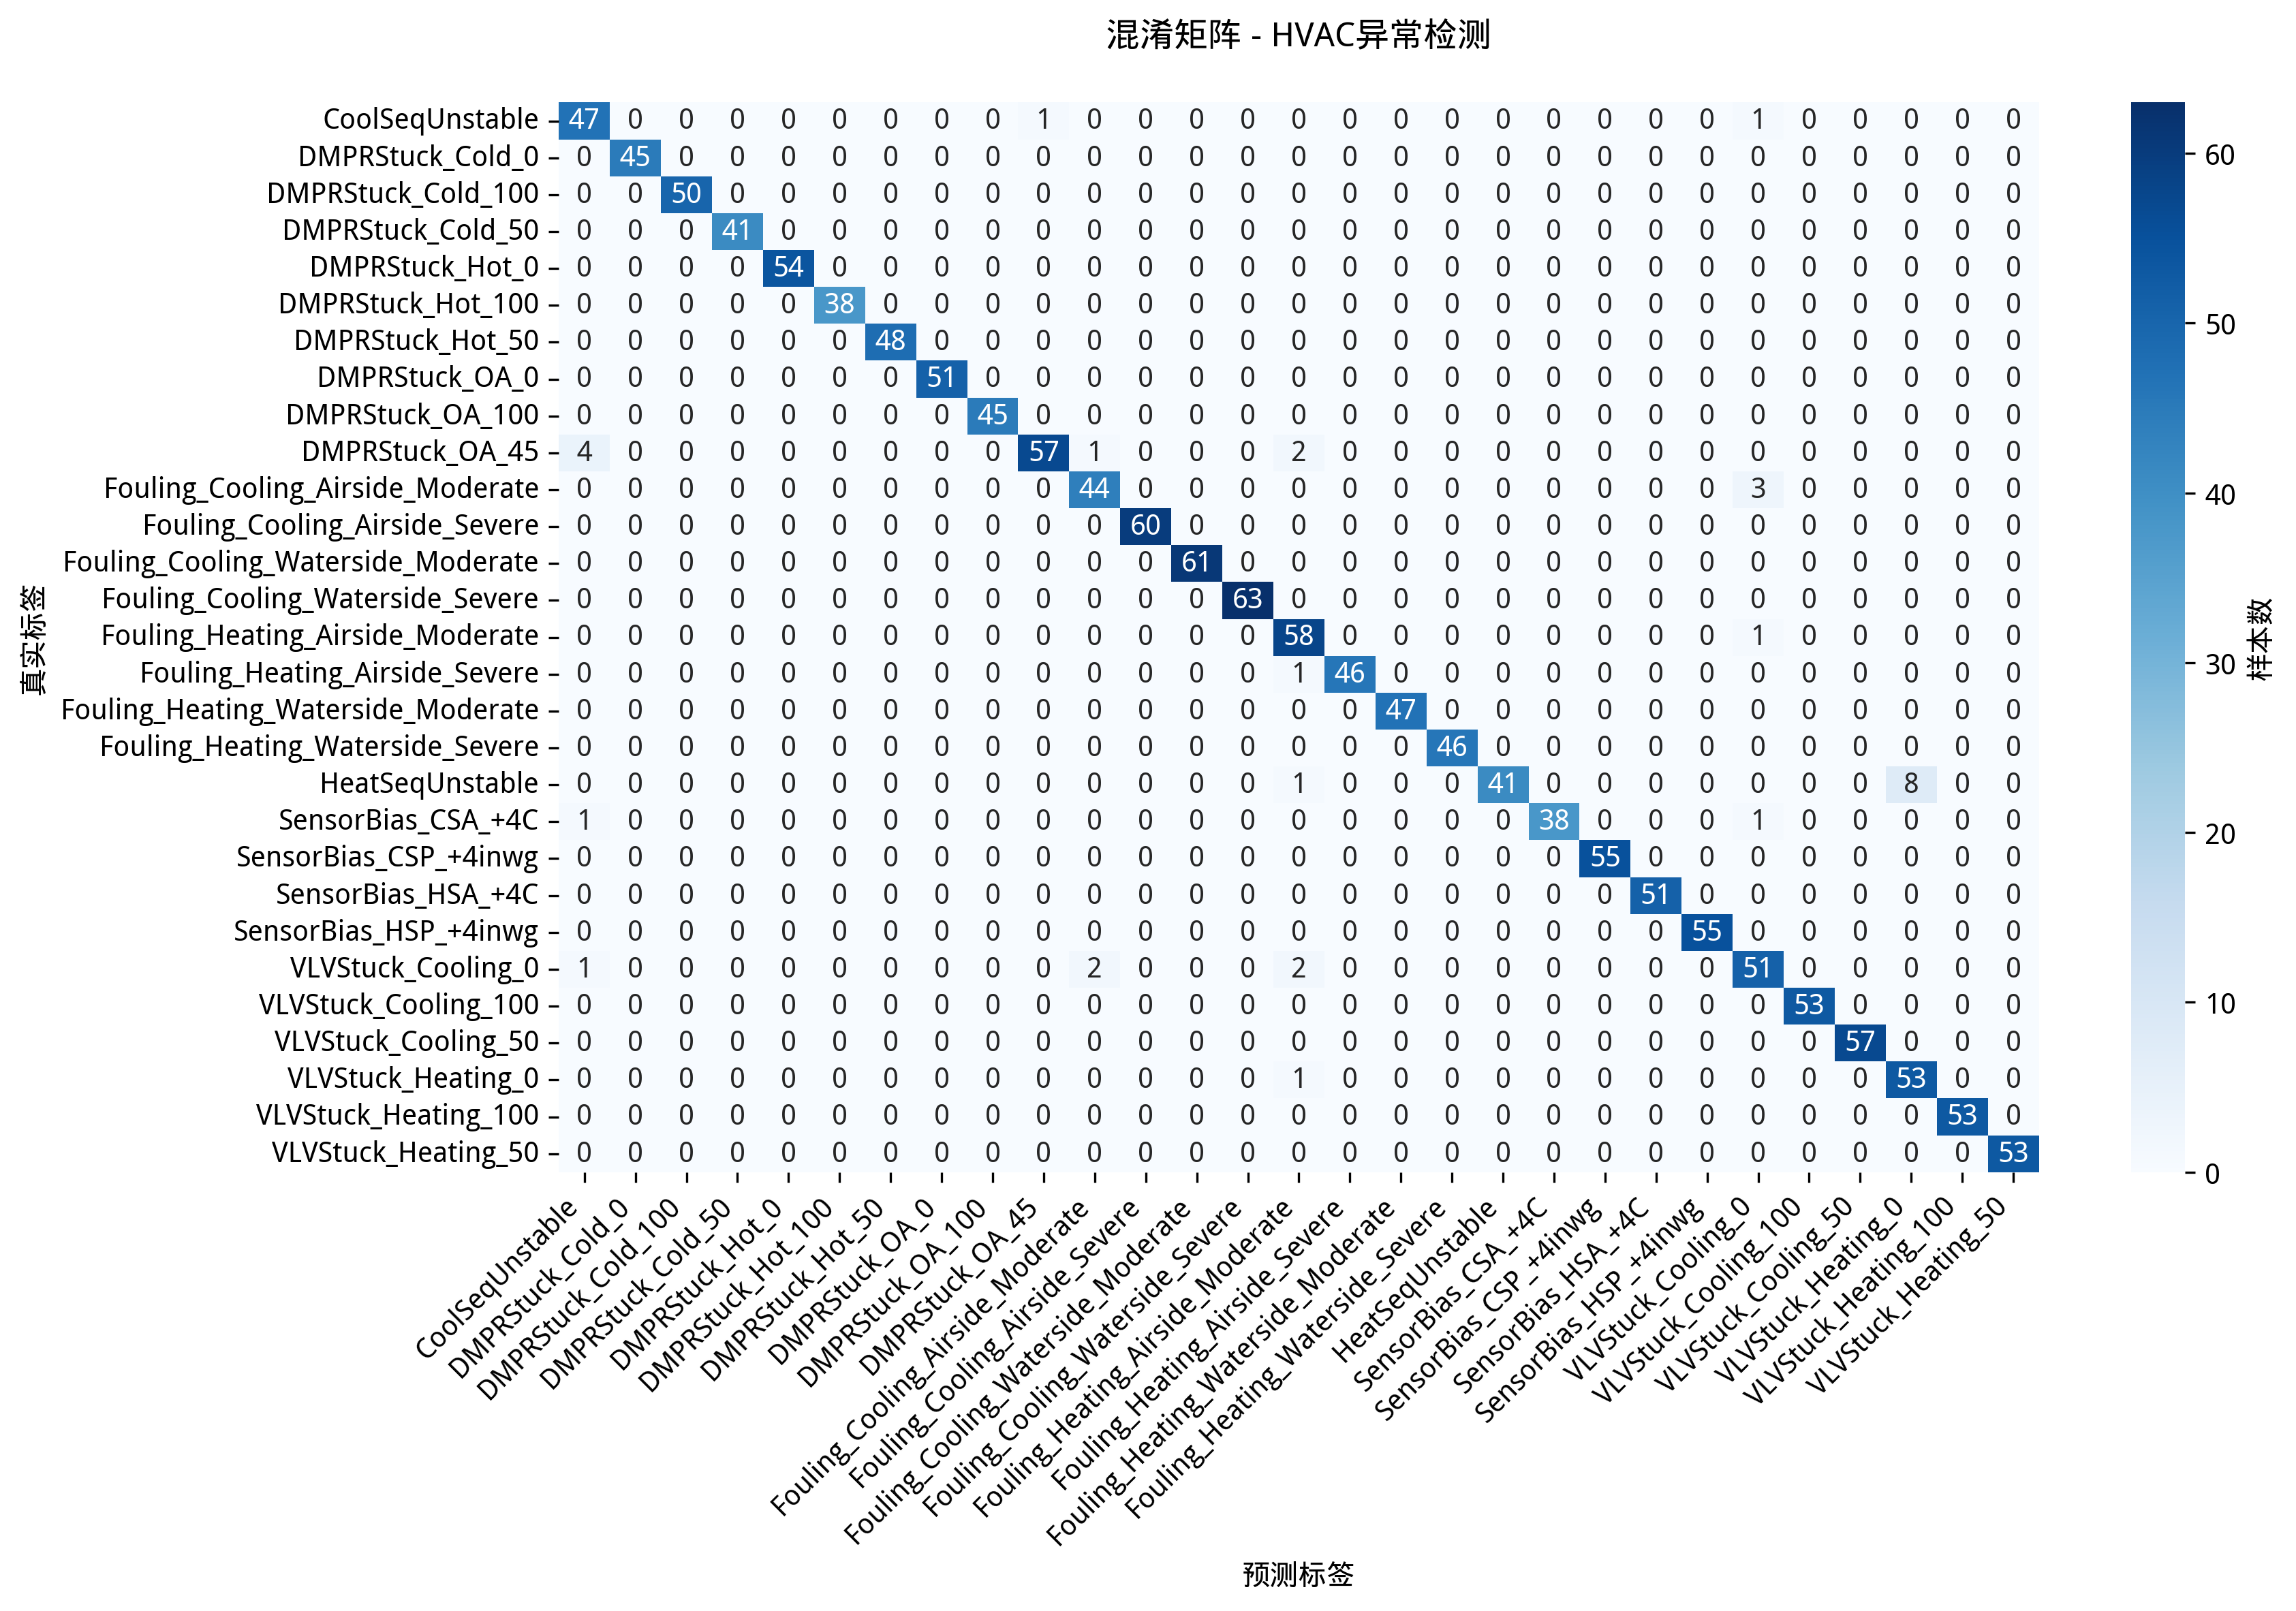 混淆矩阵 - HVAC异常检测
CoolSeqUnstable 47 0 0 0 0 0 0 0 0 1 0 0 0 0 0 0 0 0 0 0 0 0 0 1 0 0 0 0 0
DMPRStuck_Cold_0 0 45 0 0 0 0 0 0 0 0 0 0 0 0 0 0 0 0 0 0 0 0 0 0 0 0 0 0 0
DMPRStuck_Cold_100 0 0 50 0 0 0 0 0 0 0 0 0 0 0 0 0 0 0 0 0 0 0 0 0 0 0 0 0 0
DMPRStuck_Cold_50 0 0 0 41 0 0 0 0 0 0 0 0 0 0 0 0 0 0 0 0 0 0 0 0 0 0 0 0 0
DMPRStuck_Hot_0 0 0 0 0 54 0 0 0 0 0 0 0 0 0 0 0 0 0 0 0 0 0 0 0 0 0 0 0 0
DMPRStuck_Hot_100 0 0 0 0 0 38 0 0 0 0 0 0 0 0 0 0 0 0 0 0 0 0 0 0 0 0 0 0 0
DMPRStuck_Hot_50 0 0 0 0 0 0 48 0 0 0 0 0 0 0 0 0 0 0 0 0 0 0 0 0 0 0 0 0 0
DMPRStuck_OA_0 0 0 0 0 0 0 0 51 0 0 0 0 0 0 0 0 0 0 0 0 0 0 0 0 0 0 0 0 0
DMPRStuck_OA_100 0 0 0 0 0 0 0 0 45 0 0 0 0 0 0 0 0 0 0 0 0 0 0 0 0 0 0 0 0
DMPRStuck_OA_45 4 0 0 0 0 0 0 0 0 57 1 0 0 0 2 0 0 0 0 0 0 0 0 0 0 0 0 0 0
Fouling_Cooling_Airside_Moderate 0 0 0 0 0 0 0 0 0 0 44 0 0 0 0 0 0 0 0 0 0 0 0 3 0 0 0 0 0
Fouling_Cooling_Airside_Severe 0 0 0 0 0 0 0 0 0 0 0 60 0 0 0 0 0 0 0 0 0 0 0 0 0 0 0 0 0
Fouling_Cooling_Waterside_Moderate 0 0 0 0 0 0 0 0 0 0 0 0 61 0 0 0 0 0 0 0 0 0 0 0 0 0 0 0 0
Fouling_Cooling_Waterside_Severe 0 0 0 0 0 0 0 0 0 0 0 0 0 63 0 0 0 0 0 0 0 0 0 0 0 0 0 0 0
Fouling_Heating_Airside_Moderate 0 0 0 0 0 0 0 0 0 0 0 0 0 0 58 0 0 0 0 0 0 0 0 1 0 0 0 0 0
Fouling_Heating_Airside_Severe 0 0 0 0 0 0 0 0 0 0 0 0 0 0 1 46 0 0 0 0 0 0 0 0 0 0 0 0 0
Fouling_Heating_Waterside_Moderate 0 0 0 0 0 0 0 0 0 0 0 0 0 0 0 0 47 0 0 0 0 0 0 0 0 0 0 0 0
Fouling_Heating_Waterside_Severe 0 0 0 0 0 0 0 0 0 0 0 0 0 0 0 0 0 46 0 0 0 0 0 0 0 0 0 0 0
HeatSeqUnstable 0 0 0 0 0 0 0 0 0 0 0 0 0 0 1 0 0 0 41 0 0 0 0 0 0 0 8 0 0
SensorBias_CSA_+4C 1 0 0 0 0 0 0 0 0 0 0 0 0 0 0 0 0 0 0 38 0 0 0 1 0 0 0 0 0
SensorBias_CSP_+4inwg 0 0 0 0 0 0 0 0 0 0 0 0 0 0 0 0 0 0 0 0 55 0 0 0 0 0 0 0 0
SensorBias_HSA_+4C 0 0 0 0 0 0 0 0 0 0 0 0 0 0 0 0 0 0 0 0 0 51 0 0 0 0 0 0 0
SensorBias_HSP_+4inwg 0 0 0 0 0 0 0 0 0 0 0 0 0 0 0 0 0 0 0 0 0 0 55 0 0 0 0 0 0
VLVStuck_Cooling_0 1 0 0 0 0 0 0 0 0 0 2 0 0 0 2 0 0 0 0 0 0 0 0 51 0 0 0 0 0
VLVStuck_Cooling_100 0 0 0 0 0 0 0 0 0 0 0 0 0 0 0 0 0 0 0 0 0 0 0 0 53 0 0 0 0
VLVStuck_Cooling_50 0 0 0 0 0 0 0 0 0 0 0 0 0 0 0 0 0 0 0 0 0 0 0 0 0 57 0 0 0
VLVStuck_Heating_0 0 0 0 0 0 0 0 0 0 0 0 0 0 0 1 0 0 0 0 0 0 0 0 0 0 0 53 0 0
VLVStuck_Heating_100 0 0 0 0 0 0 0 0 0 0 0 0 0 0 0 0 0 0 0 0 0 0 0 0 0 0 0 53 0
VLVStuck_Heating_50 0 0 0 0 0 0 0 0 0 0 0 0 0 0 0 0 0 0 0 0 0 0 0 0 0 0 0 0 53
真实标签
CoolSeqUnstable
DMPRStuck_Cold_0
DMPRStuck_Cold_100
DMPRStuck_Cold_50
DMPRStuck_Hot_0
DMPRStuck_Hot_100
DMPRStuck_Hot_50
DMPRStuck_OA_0
DMPRStuck_OA_100
DMPRStuck_OA_45
Fouling_Cooling_Airside_Moderate
Fouling_Cooling_Airside_Severe
Fouling_Cooling_Waterside_Moderate
Fouling_Cooling_Waterside_Severe
Fouling_Heating_Airside_Moderate
Fouling_Heating_Airside_Severe
Fouling_Heating_Waterside_Moderate
Fouling_Heating_Waterside_Severe
HeatSeqUnstable
SensorBias_CSA_+4C
SensorBias_CSP_+4inwg
SensorBias_HSA_+4C
SensorBias_HSP_+4inwg
VLVStuck_Cooling_0
VLVStuck_Cooling_100
VLVStuck_Cooling_50
VLVStuck_Heating_0
VLVStuck_Heating_100
VLVStuck_Heating_50
预测标签
60
50
40
30
20
10
0
样本数